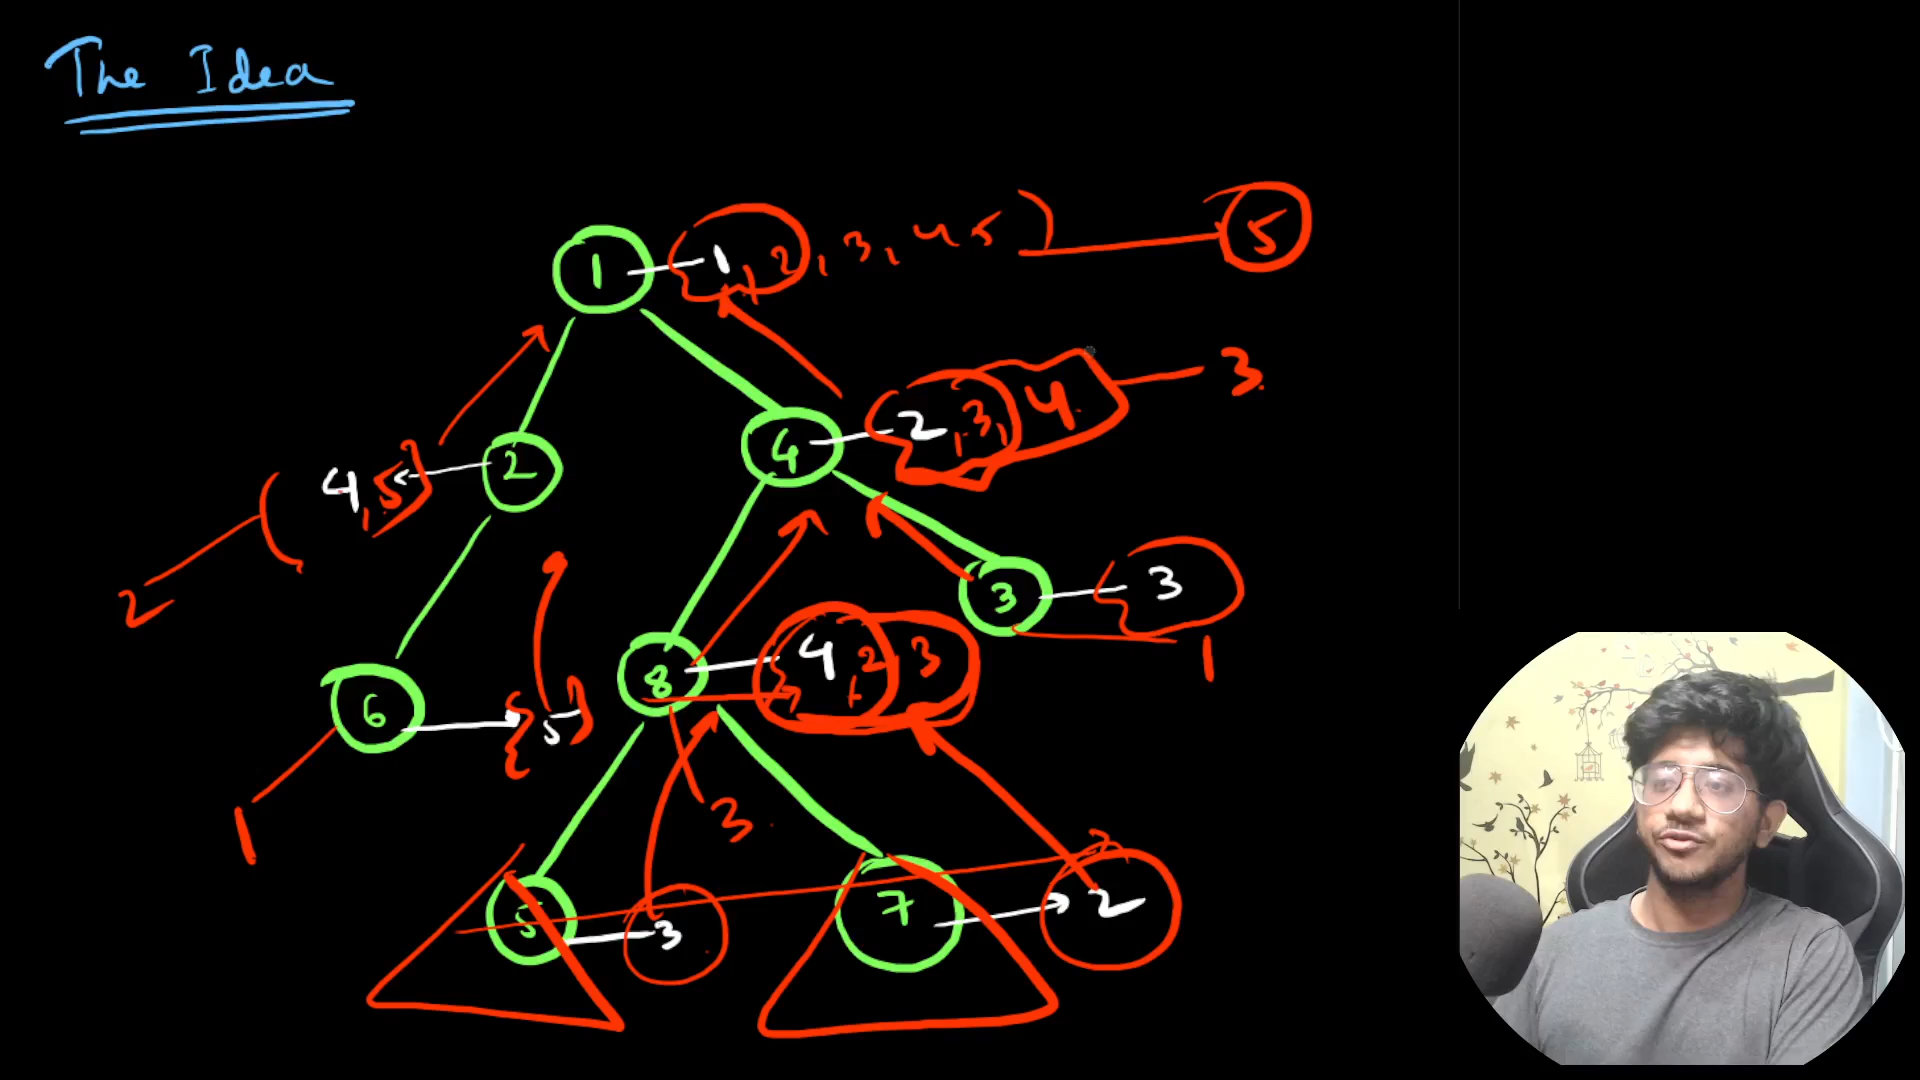 The Idea
1 1, 2, 3, 4 5 5
4 2, 3, 4 3
2 4, 5
2
3 3
1
8 4, 2, 3
6 { 5 }
3
1
5 3 7 2